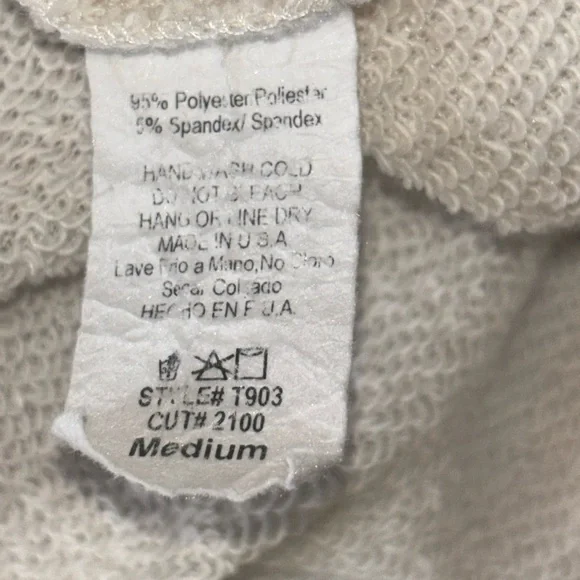 95% Polyester Poliester
5% Spandex/ Spandex
HAND WASH COLD
DO NOT BLEACH
HANG OR LINE DRY
MADE IN U.S.A
Lave Frio a Mano, No Cloro
Secar Colgado
HECHO EN E.U.A.
STYLE# T903
CUT# 2100
Medium